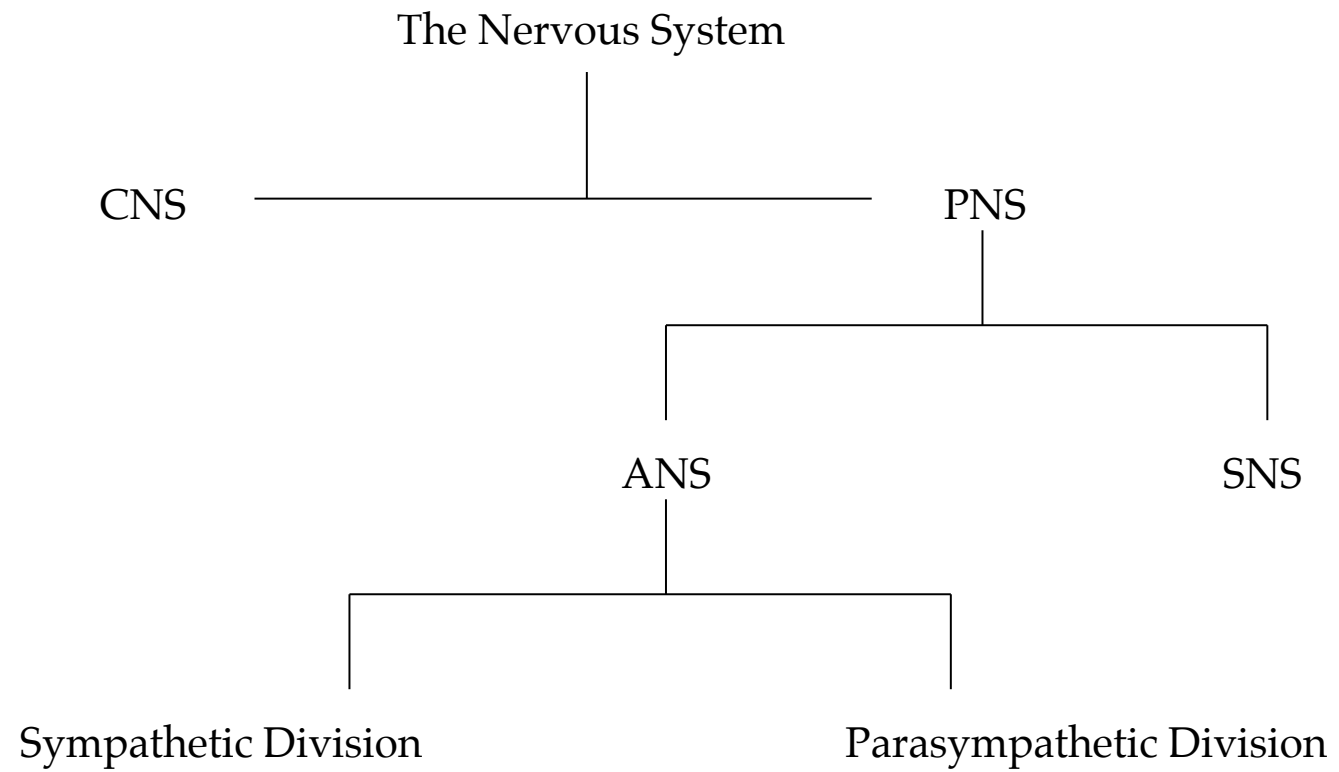 The Nervous System
CNS
PNS
ANS
SNS
Sympathetic Division
Parasympathetic Division